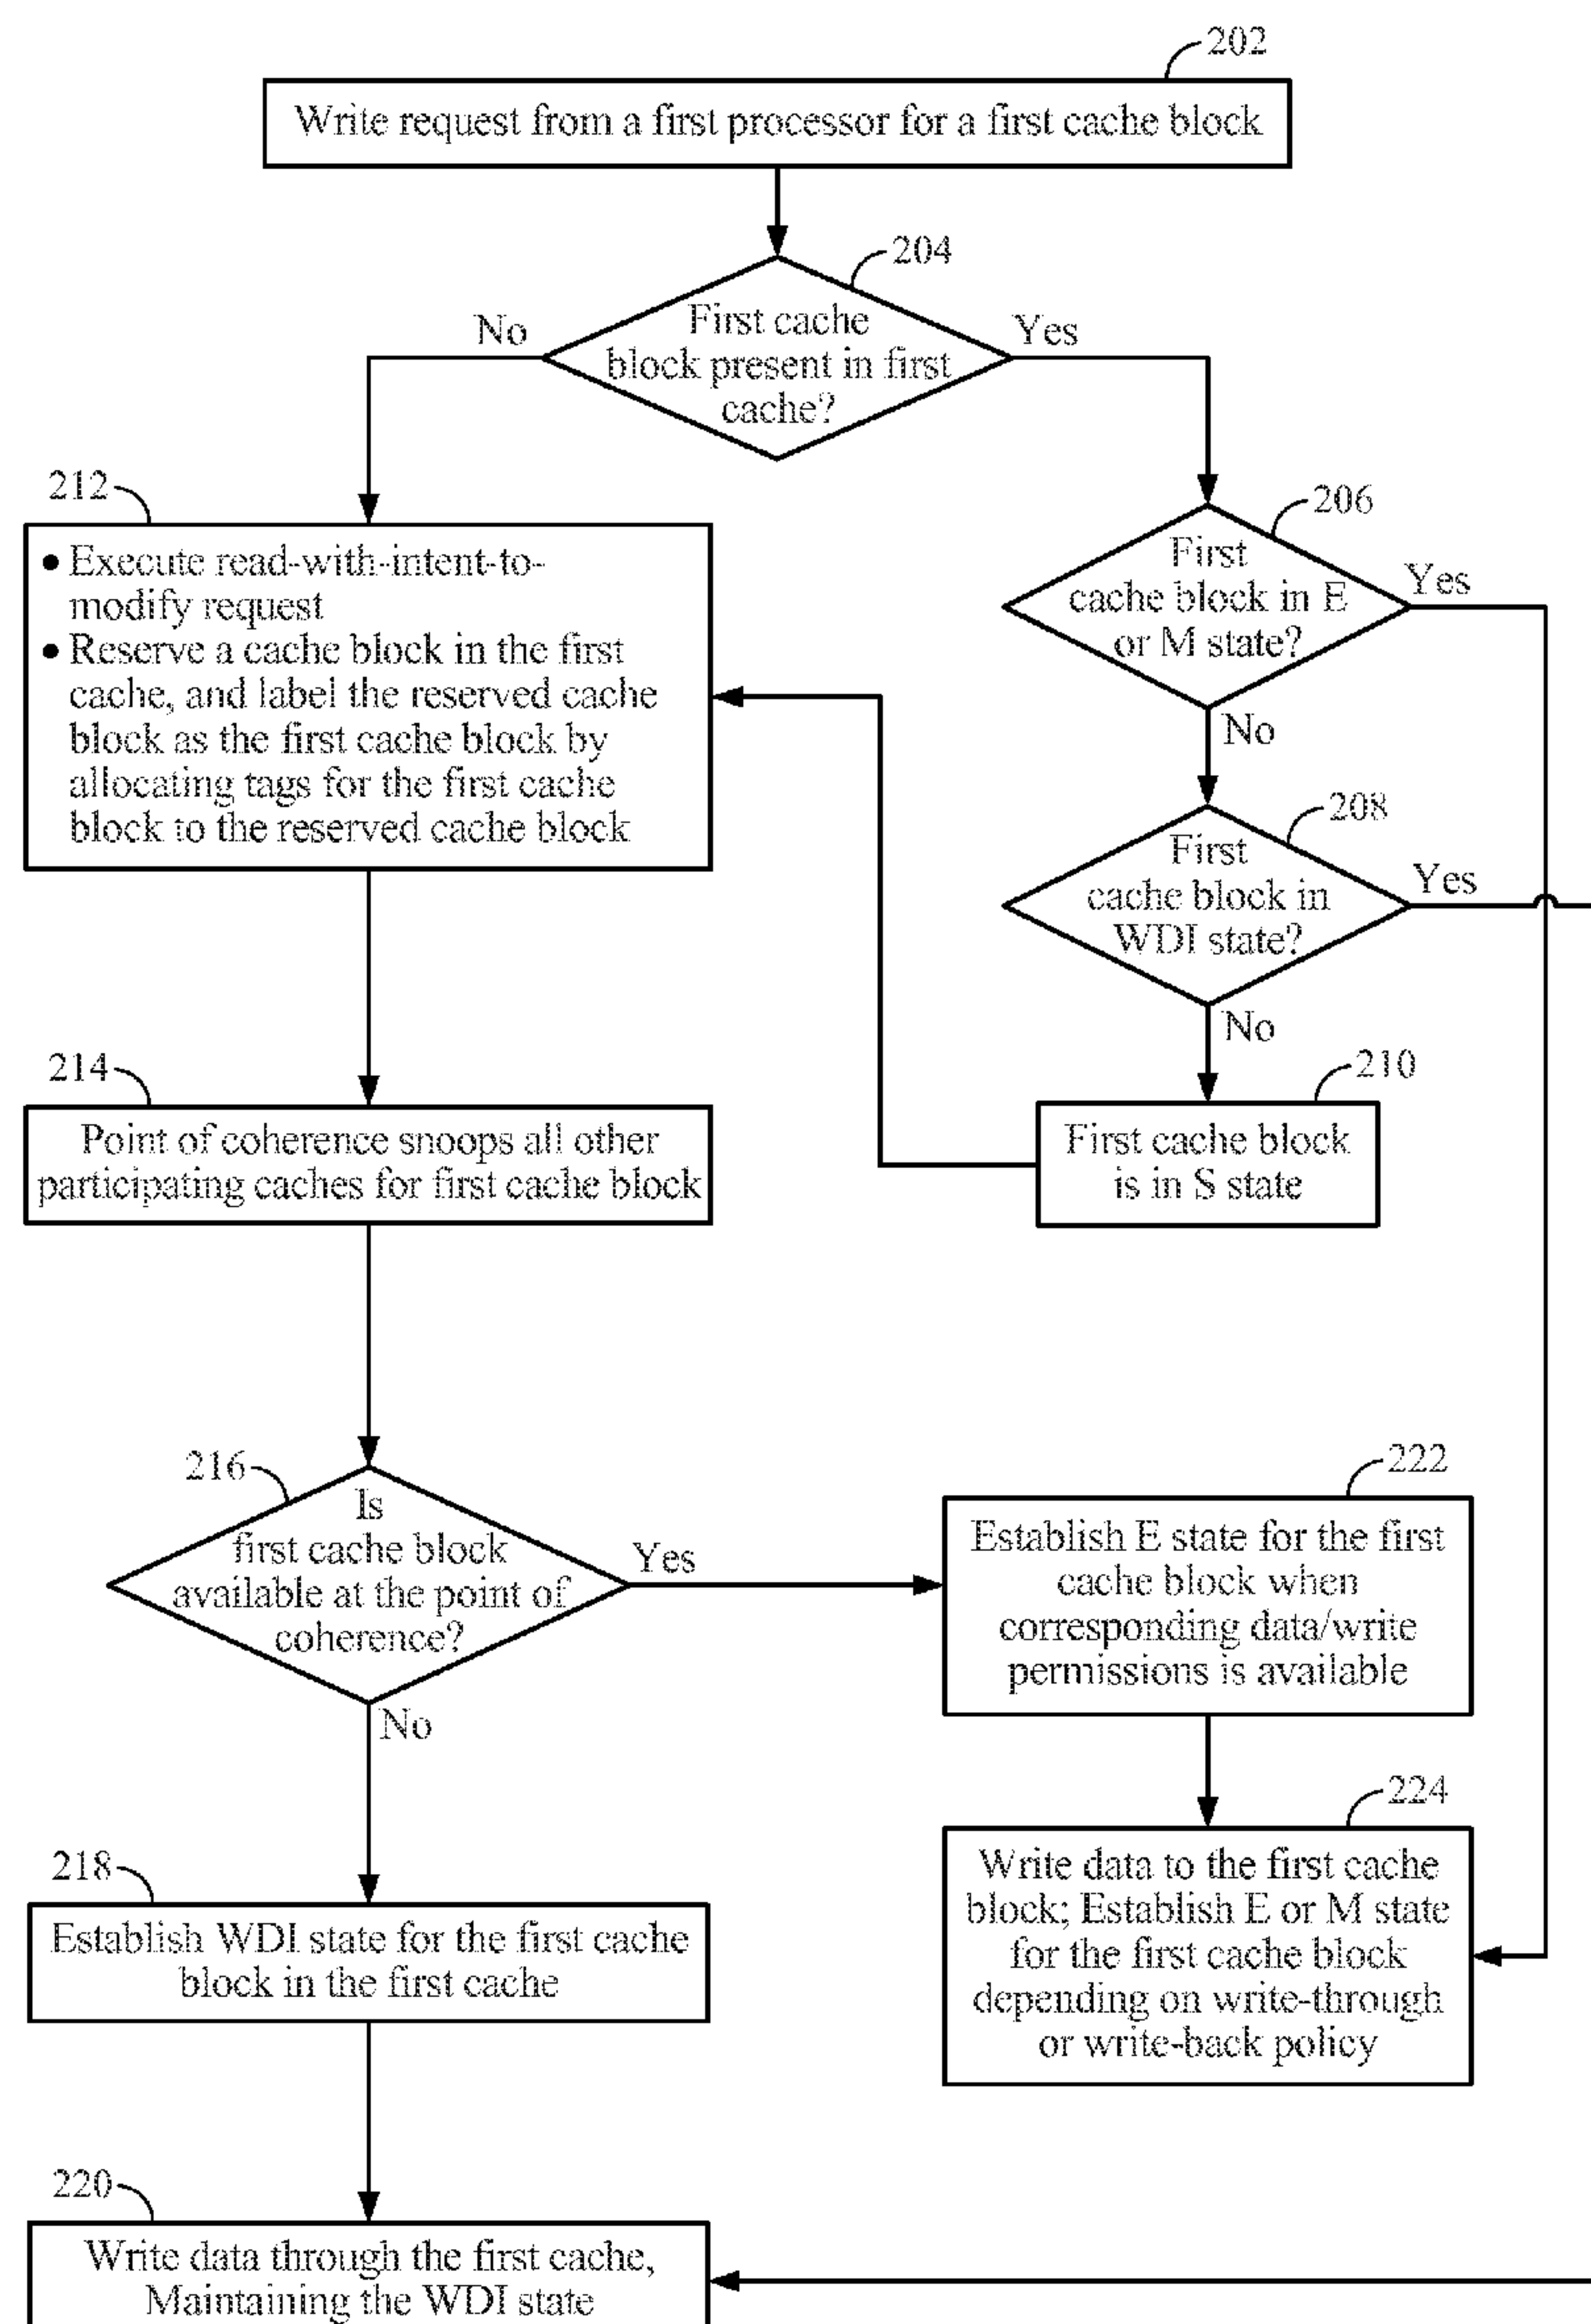 202
Write request from a first processor for a first cache block
204
First cache
block present in first
cache?
No
Yes
212
• Execute read-with-intent-to-
modify request
• Reserve a cache block in the first
cache, and label the reserved cache
block as the first cache block by
allocating tags for the first cache
block to the reserved cache block
206
First
cache block in E
or M state?
Yes
No
208
First
cache block in
WDI state?
Yes
No
210
First cache block
is in S state
214
Point of coherence snoops all other
participating caches for first cache block
216
Is
first cache block
available at the point of
coherence?
Yes
No
222
Establish E state for the first
cache block when
corresponding data/write
permissions is available
224
Write data to the first cache
block; Establish E or M state
for the first cache block
depending on write-through
or write-back policy
218
Establish WDI state for the first cache
block in the first cache
220
Write data through the first cache,
Maintaining the WDI state